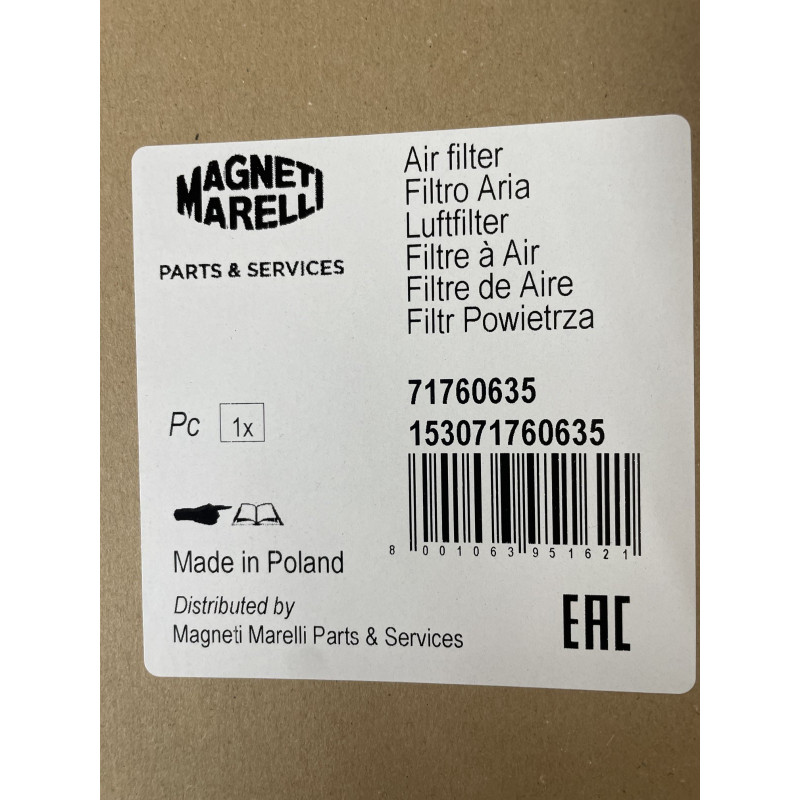 MAGNETI
MARELLI
PARTS & SERVICES
Air filter
Filtro Aria
Luftfilter
Filtre à Air
Filtre de Aire
Filtr Powietrza
71760635
153071760635
8 001063 951621
Pc 1x
Made in Poland
Distributed by
Magneti Marelli Parts & Services
EAC